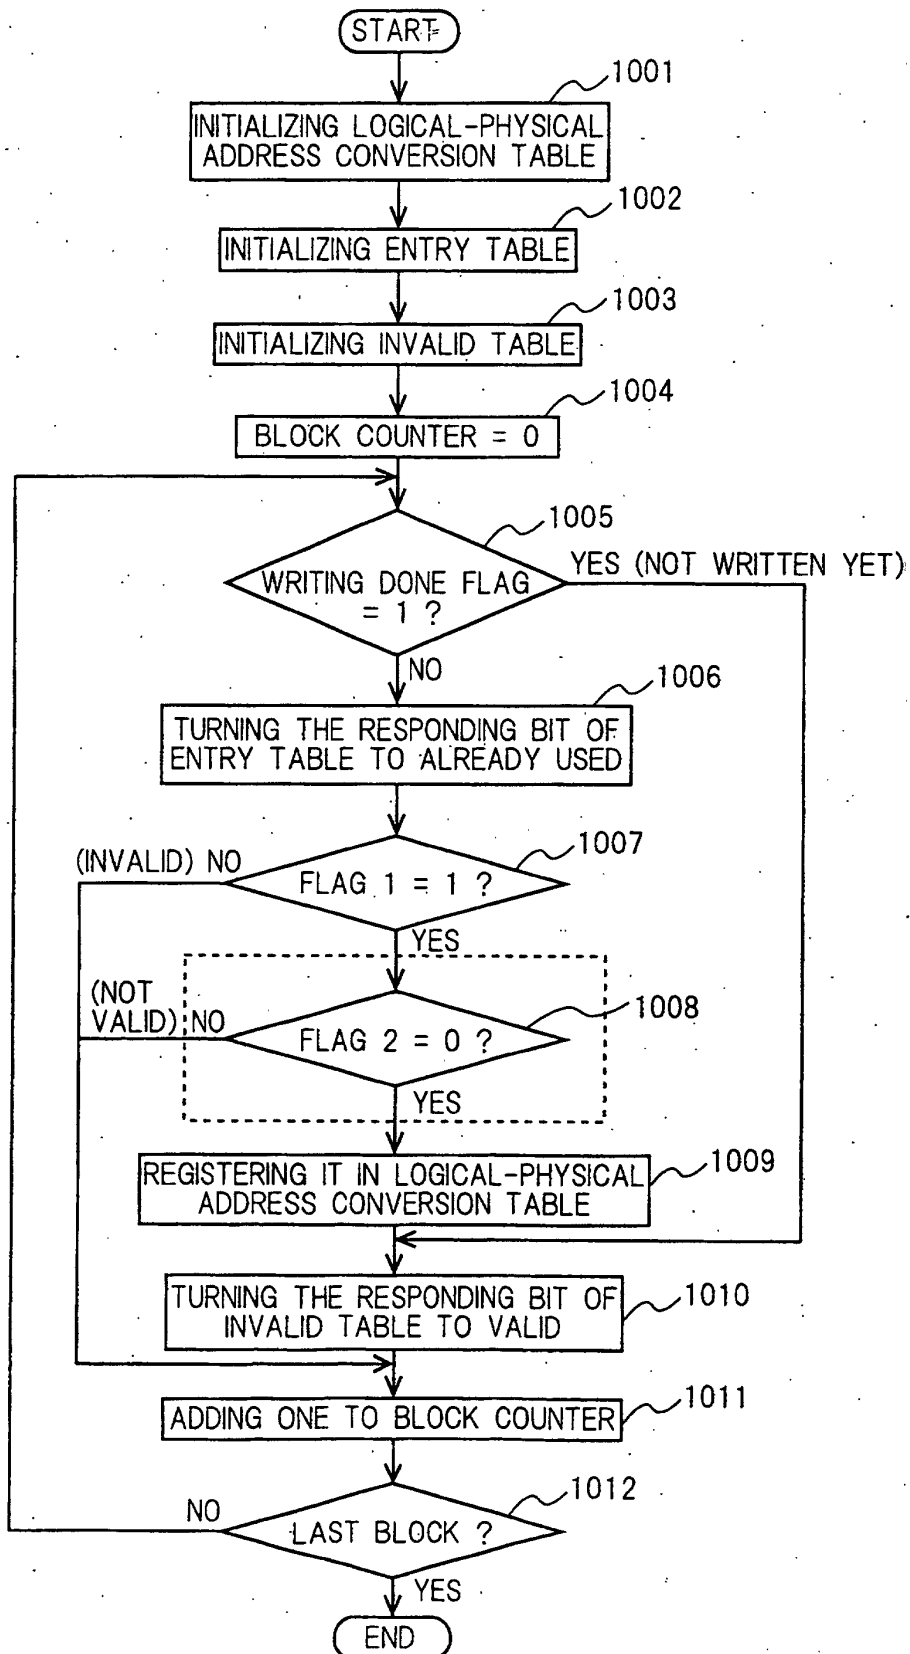 START
1001
INITIALIZING LOGICAL-PHYSICAL
ADDRESS CONVERSION TABLE
1002
INITIALIZING ENTRY TABLE
1003
INITIALIZING INVALID TABLE
1004
BLOCK COUNTER = 0
1005
YES (NOT WRITTEN YET)
WRITING DONE FLAG
= 1 ?
NO
1006
TURNING THE RESPONDING BIT OF
ENTRY TABLE TO ALREADY USED
1007
(INVALID) NO
FLAG 1 = 1 ?
YES
(NOT
VALID) NO
1008
FLAG 2 = 0 ?
YES
1009
REGISTERING IT IN LOGICAL-PHYSICAL
ADDRESS CONVERSION TABLE
1010
TURNING THE RESPONDING BIT OF
INVALID TABLE TO VALID
1011
ADDING ONE TO BLOCK COUNTER
1012
NO
LAST BLOCK ?
YES
END